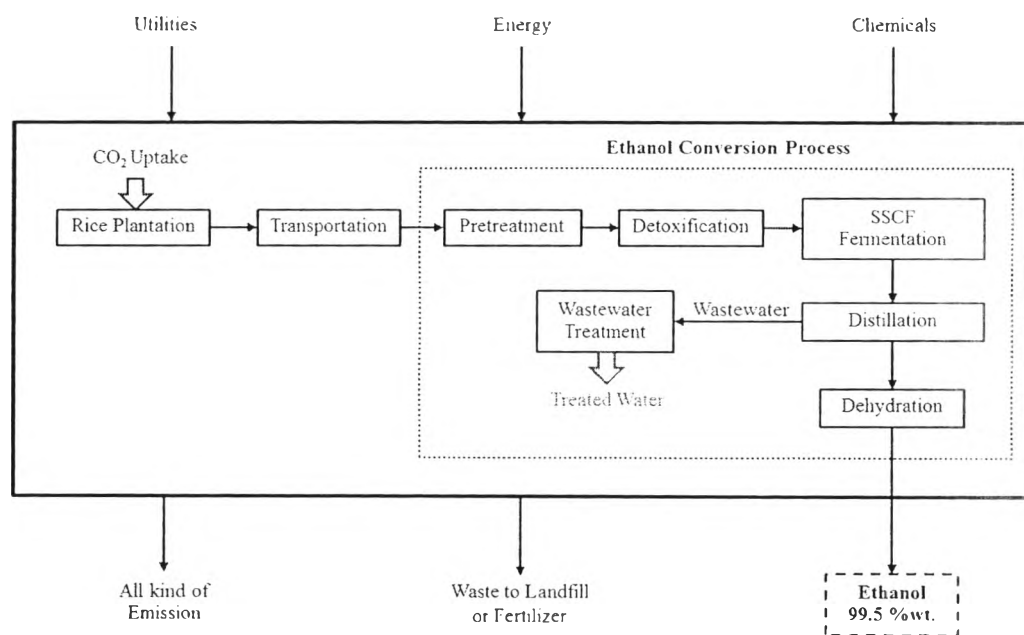 Utilities
Energy
Chemicals
Ethanol Conversion Process
CO₂ Uptake
Rice Plantation
Transportation
Pretreatment
Detoxification
SSCF
Fermentation
Wastewater
Treatment
Wastewater
Distillation
Treated Water
Dehydration
All kind of
Emission
Waste to Landfill
or Fertilizer
Ethanol
99.5 %wt.